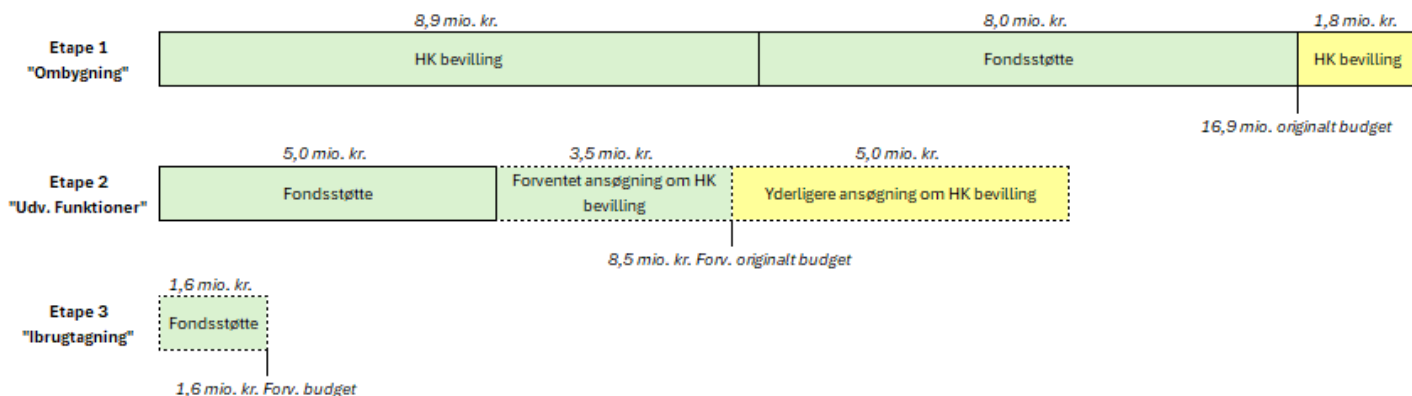 8,9 mio. kr.
8,0 mio. kr.
1,8 mio. kr.
Etape 1
"Ombygning"
HK bevilling
Fondsstøtte
HK bevilling
16,9 mio. originalt budget
5,0 mio. kr.
3,5 mio. kr.
5,0 mio. kr.
Etape 2
"Udv. Funktioner"
Fondsstøtte
Forventet ansøgning om HK
bevilling
Yderligere ansøgning om HK bevilling
8,5 mio. kr. Forv. originalt budget
1,6 mio. kr.
Etape 3
"Ibrugtagning"
Fondsstøtte
1,6 mio. kr. Forv. budget